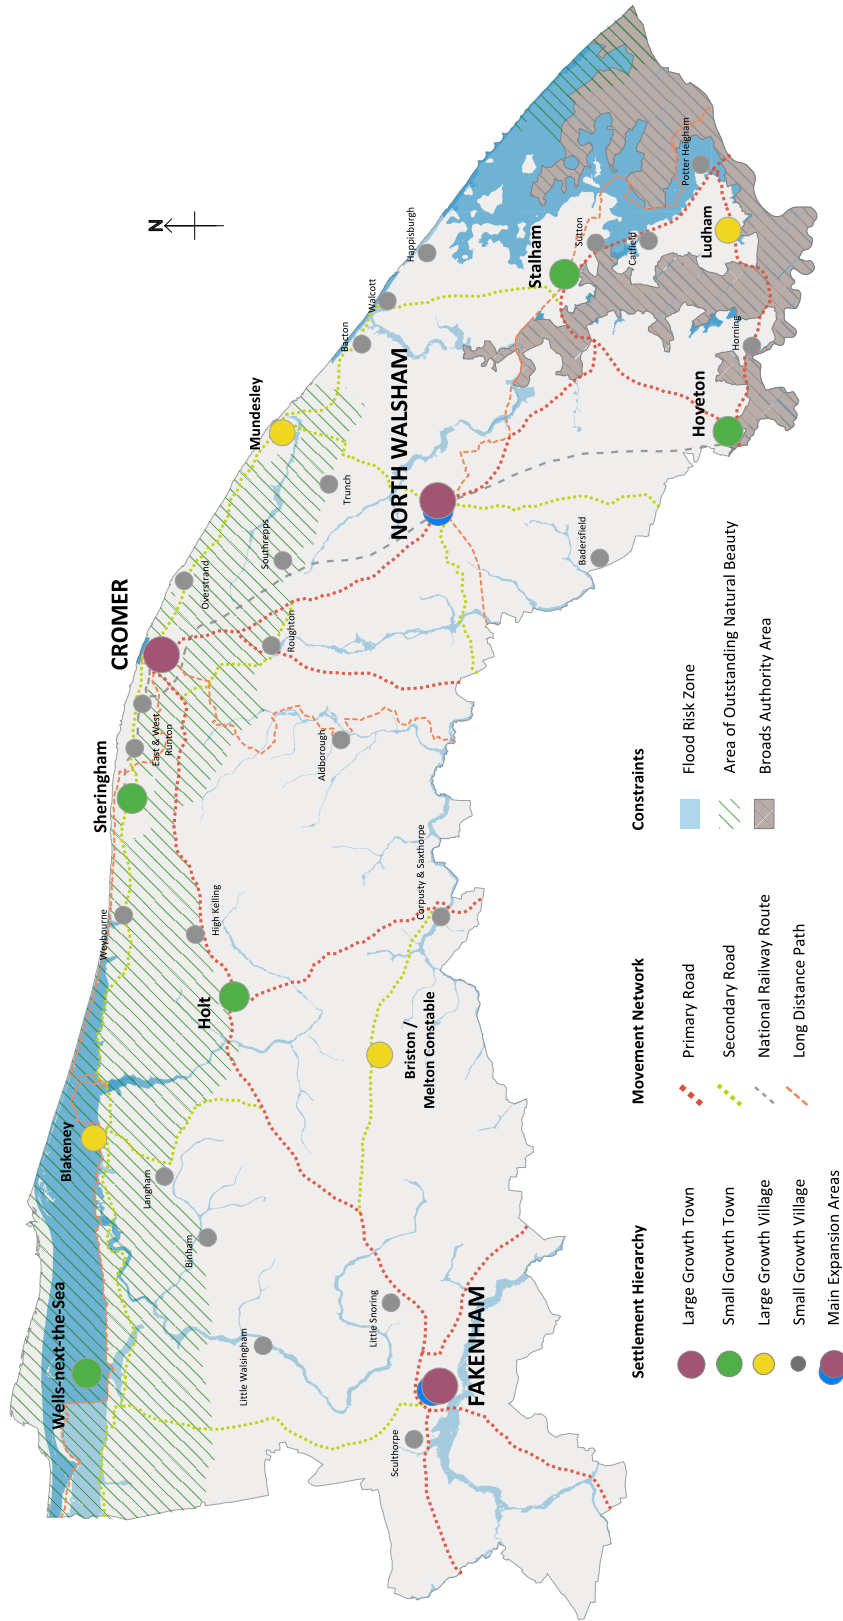 N
CROMER
Sheringham
East & West
Runton
Overstrand
Mundesley
Southrepps
Trunch
Roughton
Bacton
Walcott
Happisburgh
NORTH WALSHAM
Stalham
Sutton
Catfield
Potter Heigham
Ludham
Horning
Hoveton
Badersfield
Aldborough
Weybourne
High Kelling
Holt
Corpusty & Saxthorpe
Briston /
Melton Constable
Blakeney
Langham
Binham
Wells-next-the-Sea
Little Walsingham
Little Snoring
Sculthorpe
FAKENHAM
Settlement Hierarchy
Large Growth Town
Small Growth Town
Large Growth Village
Small Growth Village
Main Expansion Areas
Movement Network
Primary Road
Secondary Road
National Railway Route
Long Distance Path
Constraints
Flood Risk Zone
Area of Outstanding Natural Beauty
Broads Authority Area